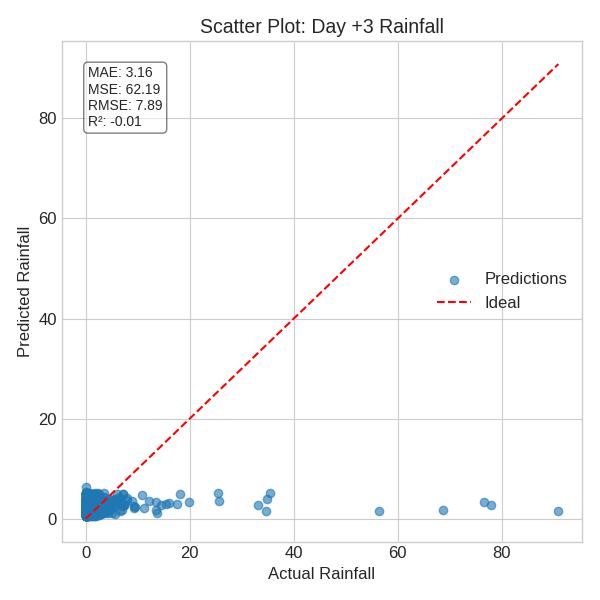 Scatter Plot: Day +3 Rainfall
MAE: 3.16
MSE: 62.19
RMSE: 7.89
R²: -0.01
80
60
40
20
0
Predicted Rainfall
Predictions
Ideal
0 20 40 60 80
Actual Rainfall